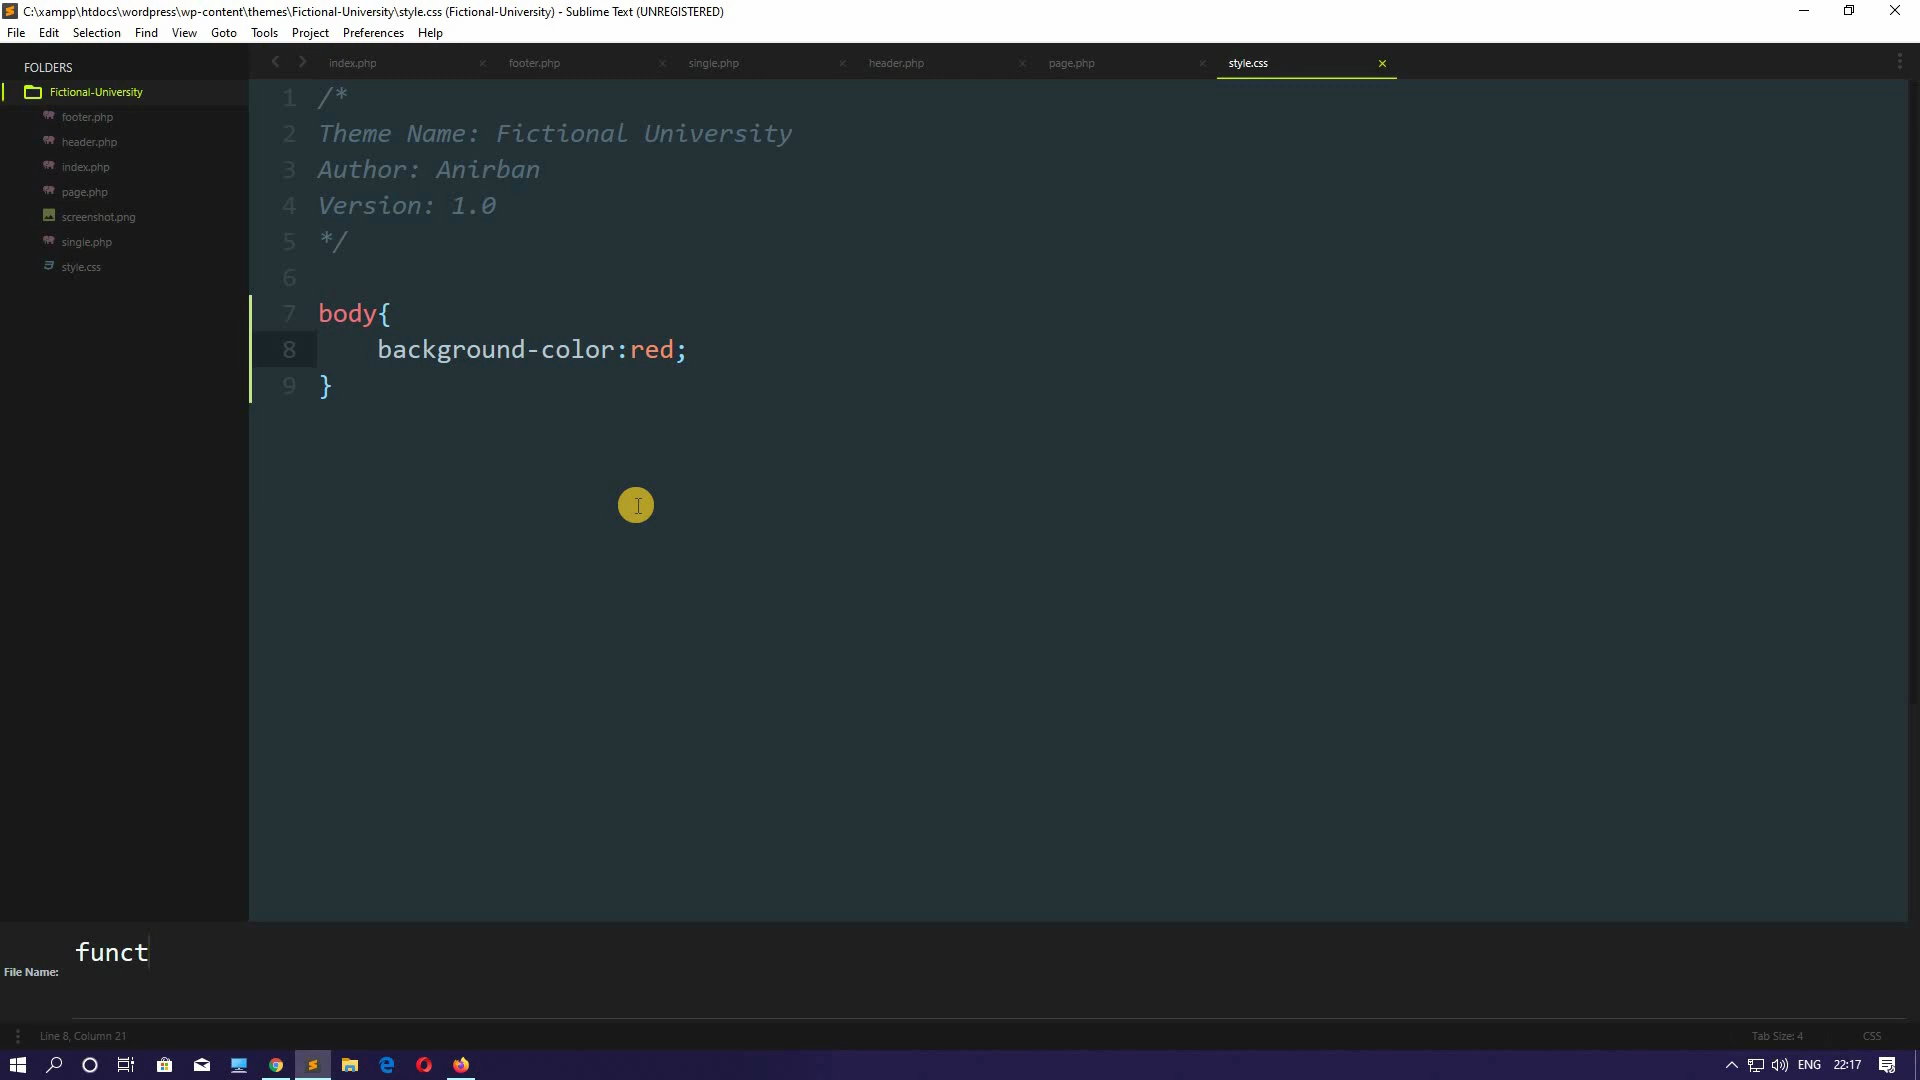 C:\xampp\htdocs\wordpress\wp-content\themes\Fictional-University\style.css (Fictional-University) - Sublime Text (UNREGISTERED)
File Edit Selection Find View Goto Tools Project Preferences Help
FOLDERS
Fictional-University
footer.php
header.php
index.php
page.php
screenshot.png
single.php
style.css
index.php footer.php single.php header.php page.php style.css
1 /*
2 Theme Name: Fictional University
3 Author: Anirban
4 Version: 1.0
5 */
6
7 body{
8 background-color:red;
9 }
funct
File Name:
Line 8, Column 21 Tab Size: 4 CSS
ENG 22:17